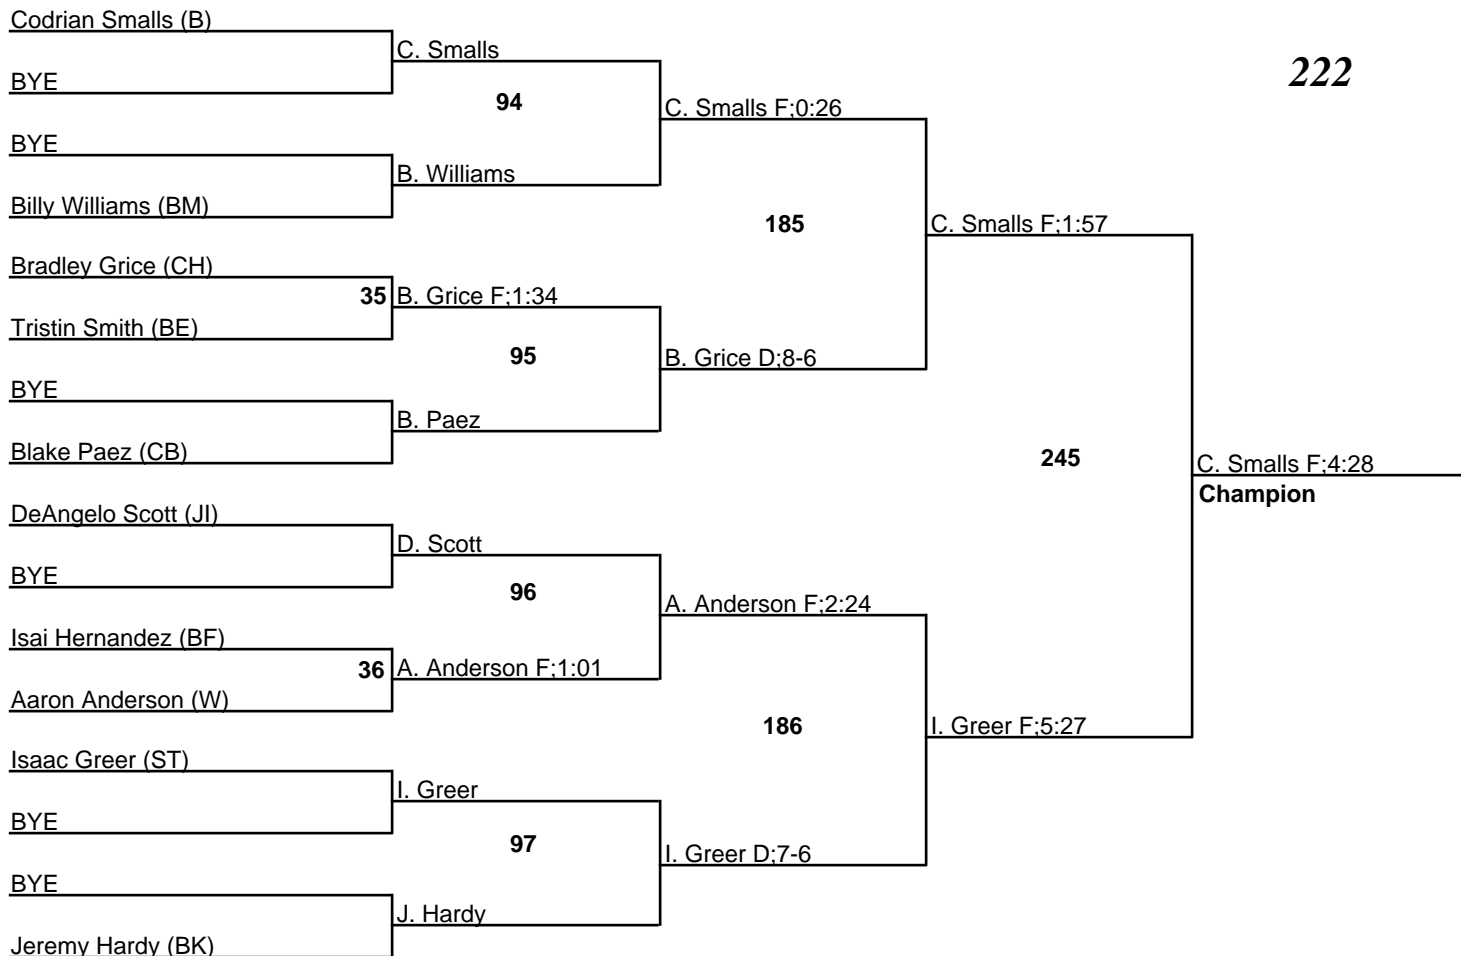 Codrian Smalls (B)
BYE
BYE
Billy Williams (BM)
Bradley Grice (CH)
Tristin Smith (BE)
BYE
Blake Paez (CB)
DeAngelo Scott (JI)
BYE
Isai Hernandez (BF)
Aaron Anderson (W)
Isaac Greer (ST)
BYE
BYE
Jeremy Hardy (BK)
C. Smalls
94
B. Williams
35 B. Grice F;1:34
95
B. Paez
D. Scott
96
36 A. Anderson F;1:01
I. Greer
97
J. Hardy
C. Smalls F;0:26
185
B. Grice D;8-6
A. Anderson F;2:24
186
I. Greer D;7-6
C. Smalls F;1:57
245
I. Greer F;5:27
222
C. Smalls F;4:28
Champion